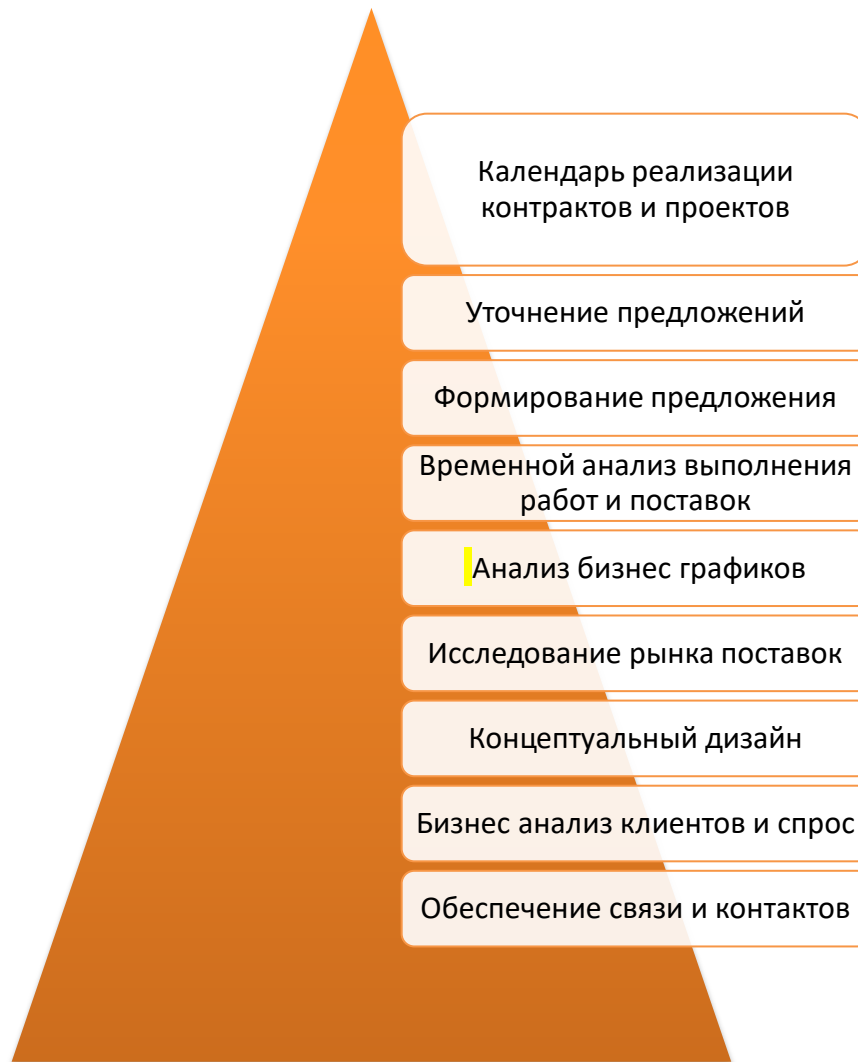 Календарь реализации
контрактов и проектов
Уточнение предложений
Формирование предложения
Временной анализ выполнения
работ и поставок
Анализ бизнес графиков
Исследование рынка поставок
Концептуальный дизайн
Бизнес анализ клиентов и спрос
Обеспечение связи и контактов